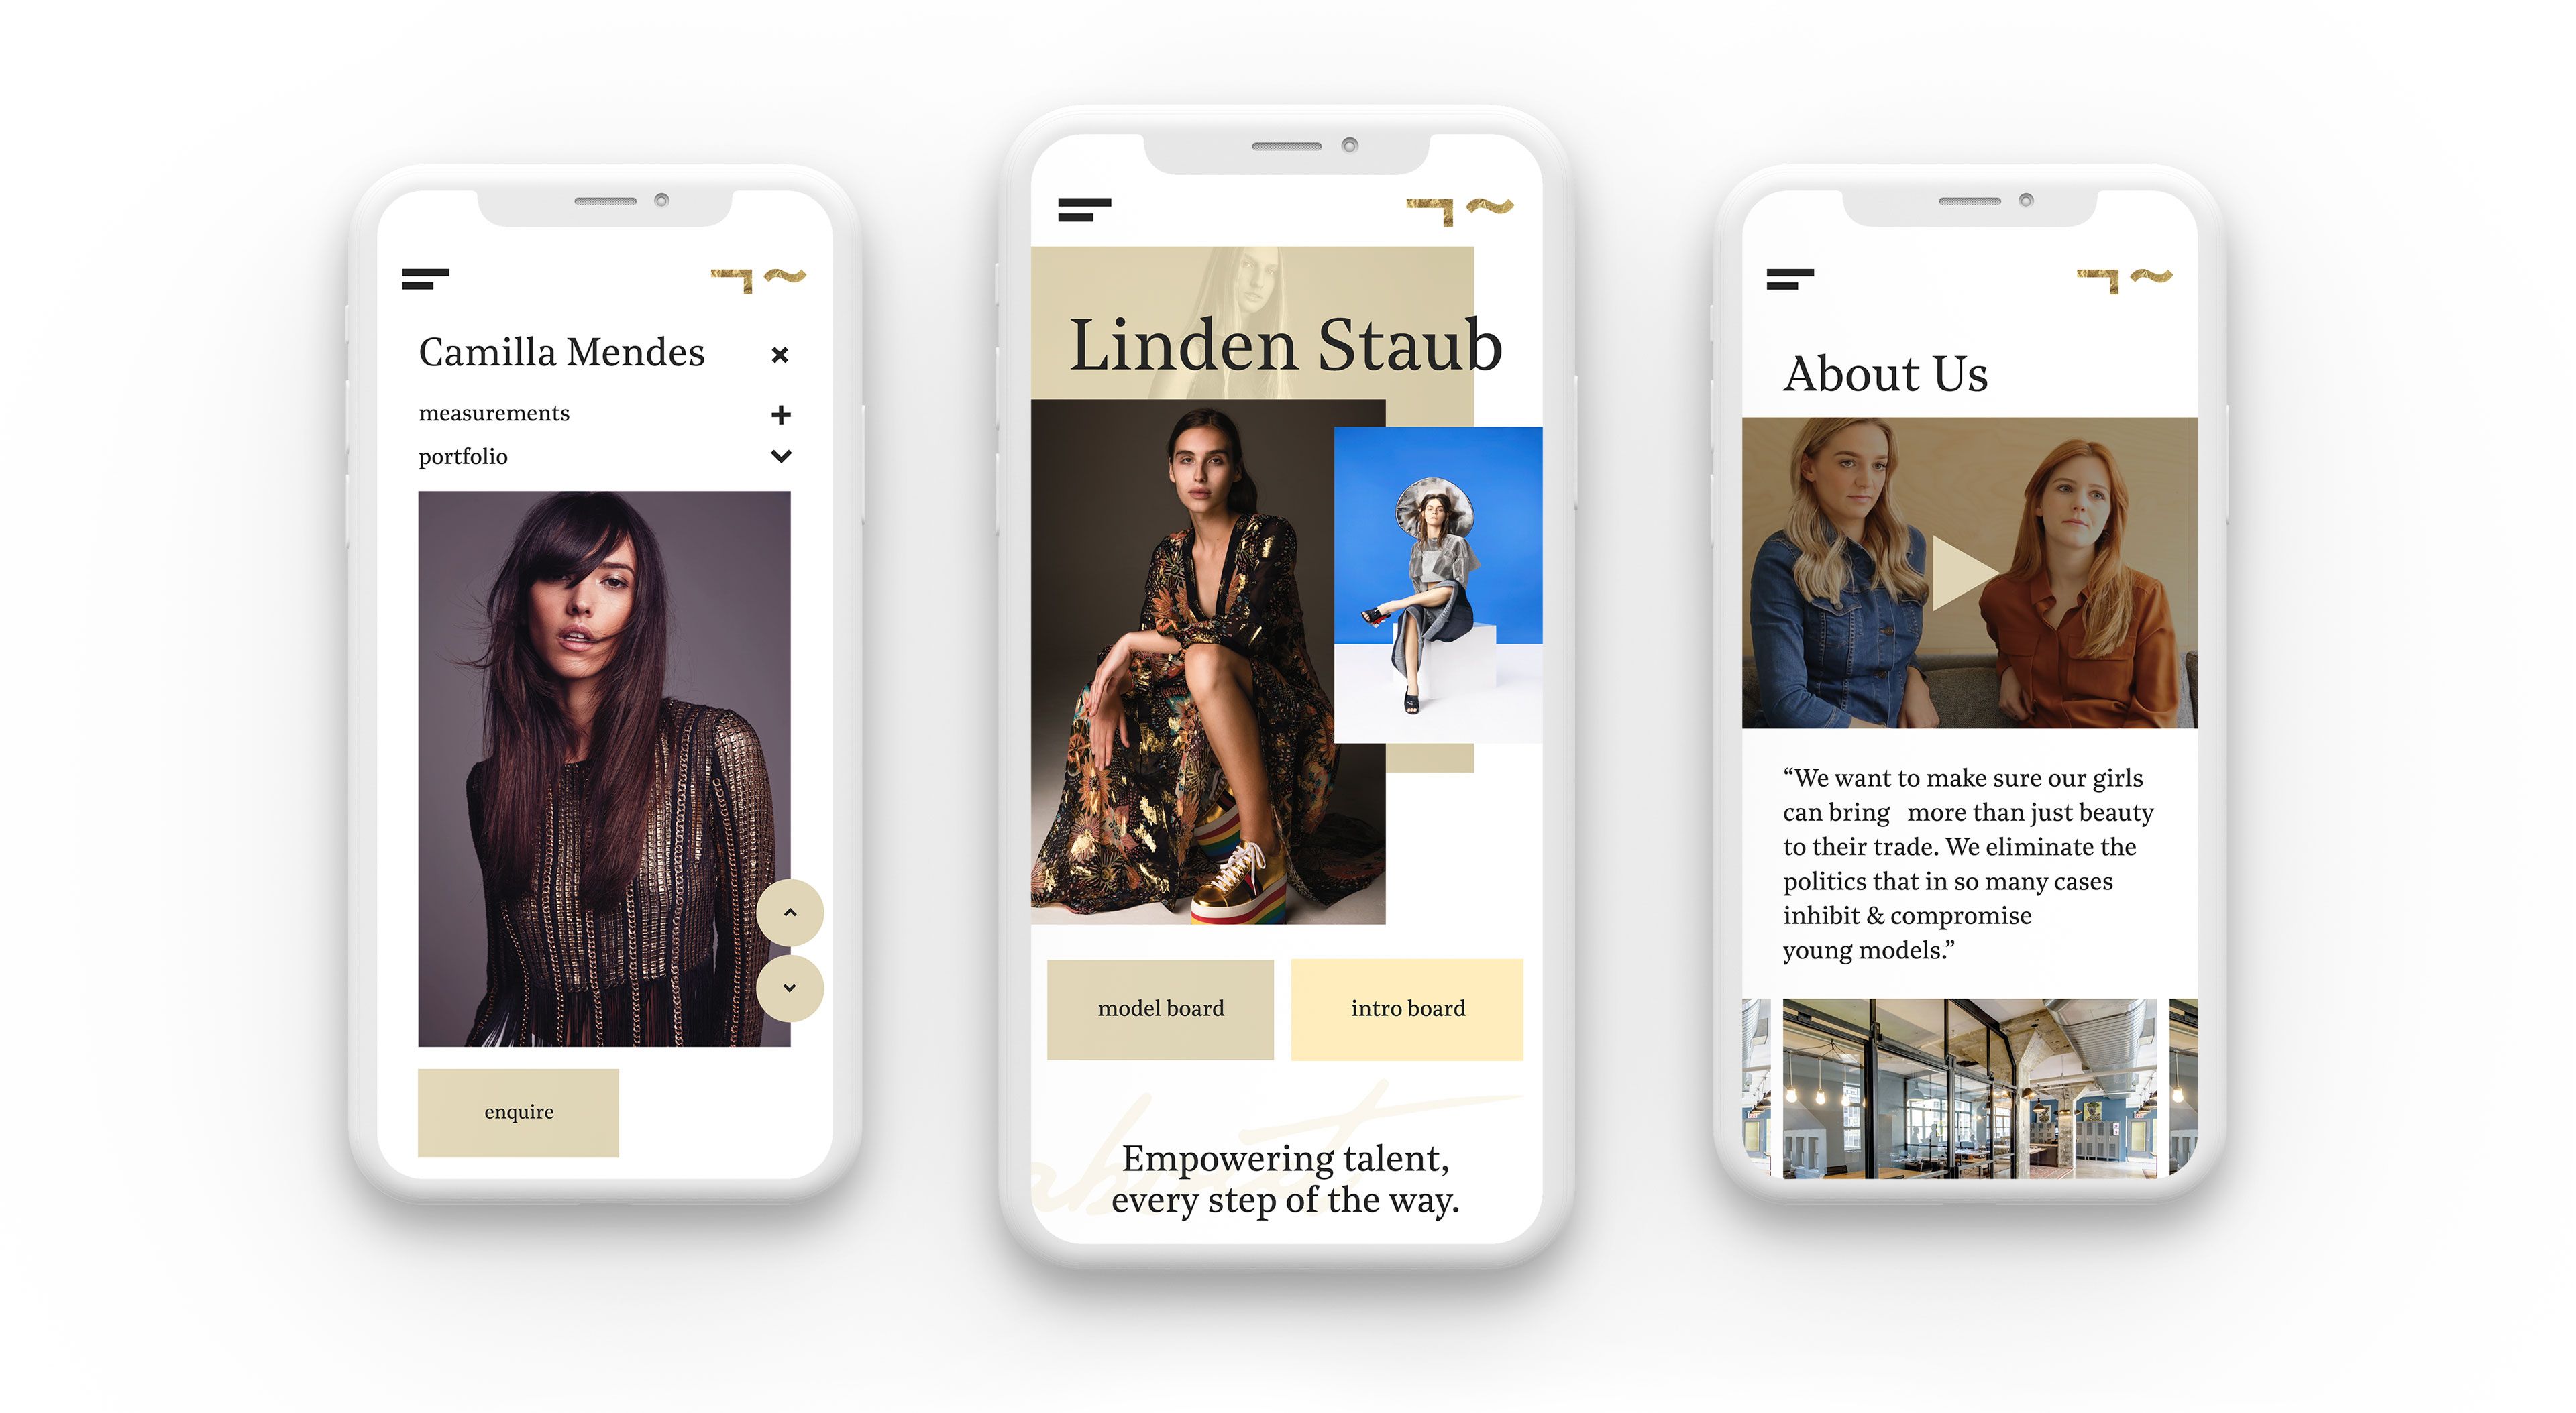 Camilla Mendes
measurements
portfolio
enquire
Linden Staub
model board
intro board
about
Empowering talent,
every step of the way.
About Us
“We want to make sure our girls
can bring more than just beauty
to their trade. We eliminate the
politics that in so many cases
inhibit & compromise
young models.”